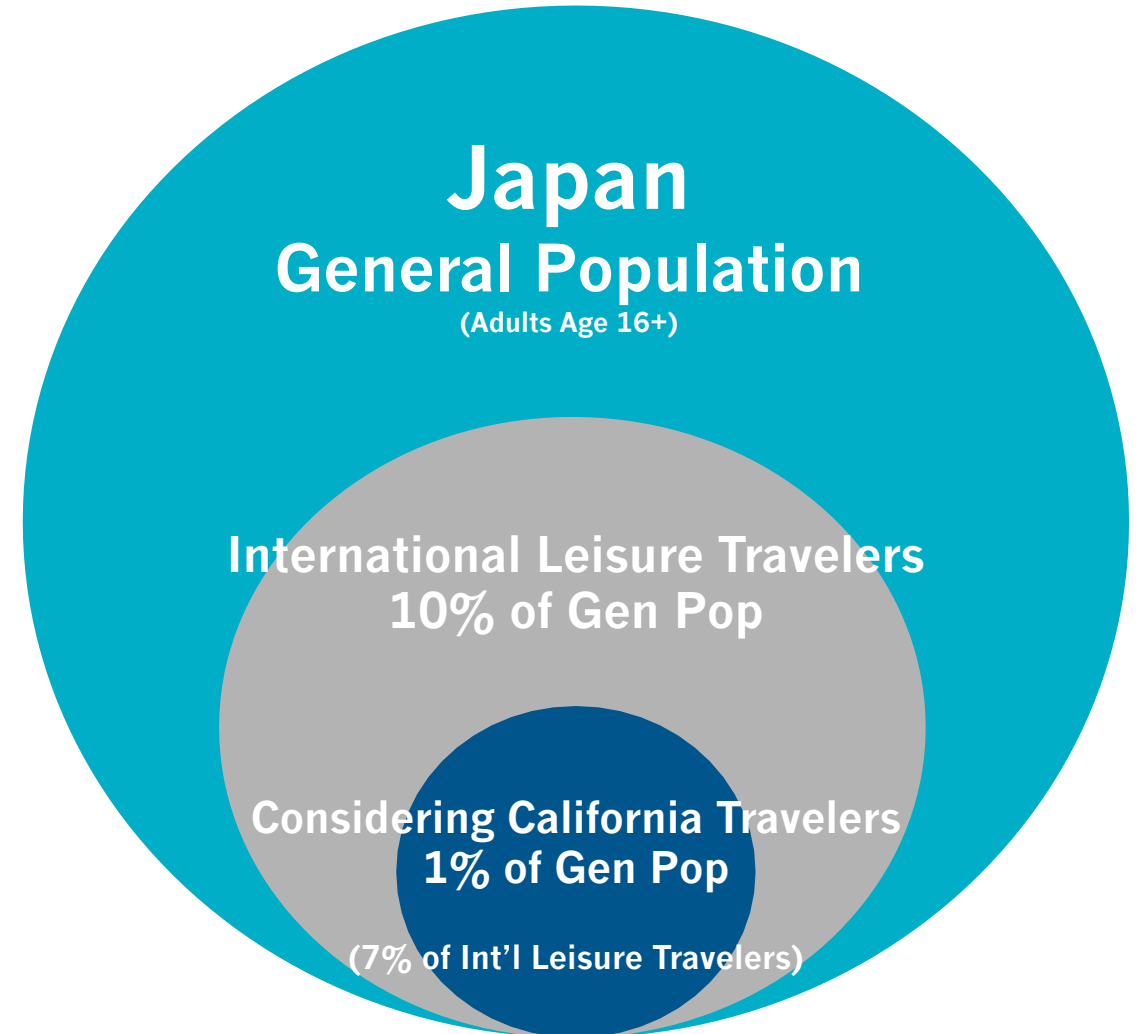 Japan
General Population
(Adults Age 16+)
International Leisure Travelers
10% of Gen Pop
Considering California Travelers
1% of Gen Pop
(7% of Int’l Leisure Travelers)